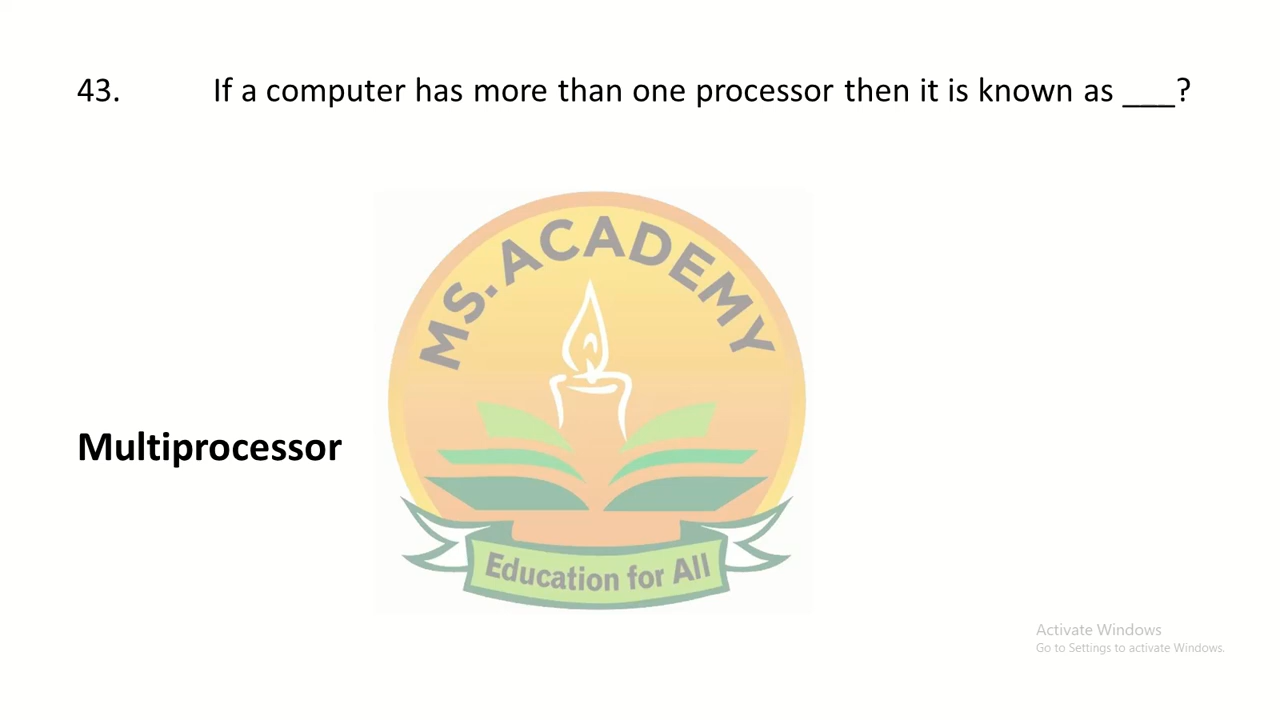 43. If a computer has more than one processor then it is known as ___?
MS. ACADEMY
Multiprocessor
Education for All
Activate Windows
Go to Settings to activate Windows.